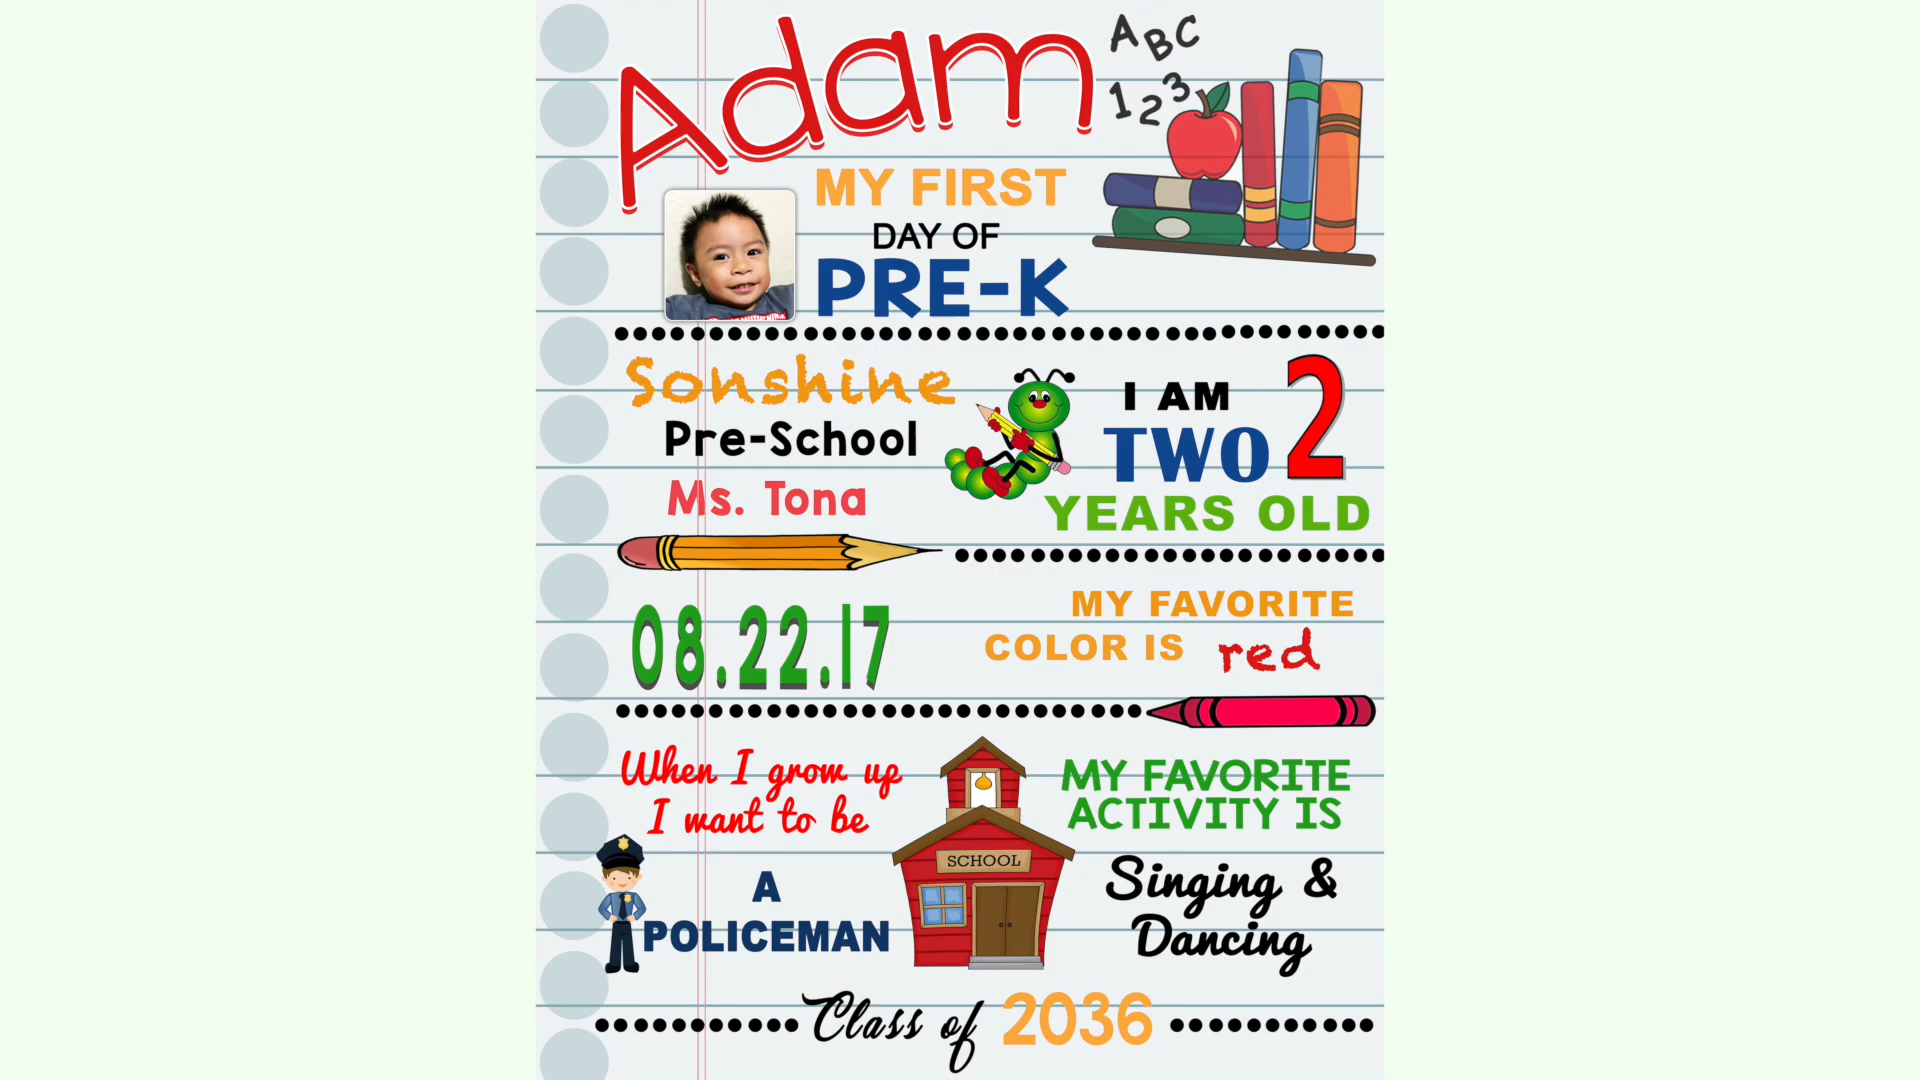 Adam
ABC
123
MY FIRST
DAY OF
PRE-K
Sonshine
Pre-School
Ms. Tona
I AM
TWO
2
YEARS OLD
08.22.17
MY FAVORITE
COLOR IS red
When I grow up
I want to be
A
POLICEMAN
SCHOOL
MY FAVORITE
ACTIVITY IS
Singing &
Dancing
Class of 2036